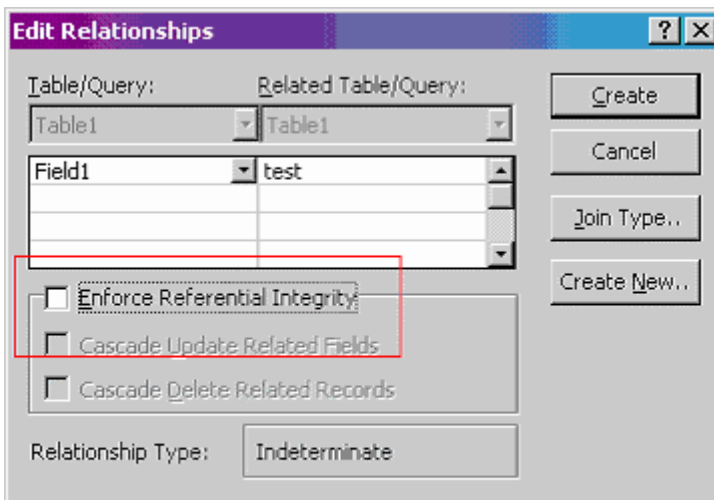 Edit Relationships
Table/Query: Related Table/Query:
Table1 Table1
Field1 test
Enforce Referential Integrity
Cascade Update Related Fields
Cascade Delete Related Records
Relationship Type: Indeterminate
Create
Cancel
Join Type..
Create New..